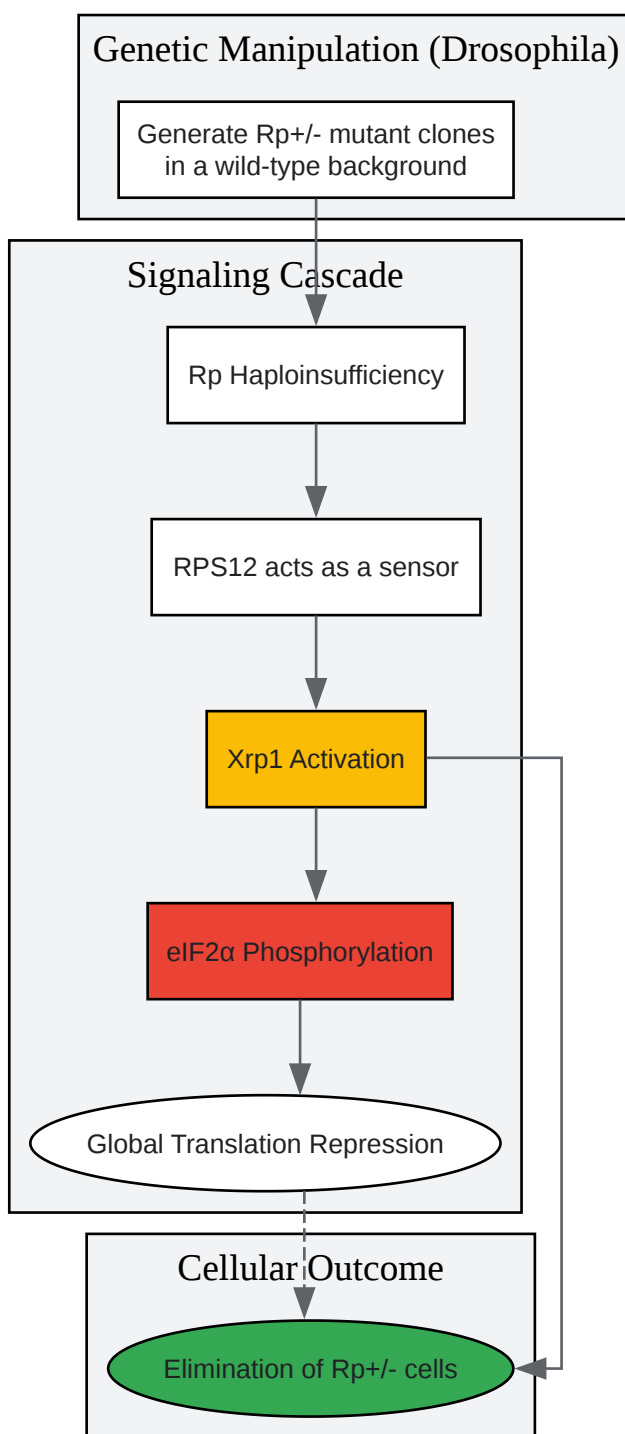 Genetic Manipulation (Drosophila)
Generate Rp+/- mutant clones
in a wild-type background
Signaling Cascade
Rp Haploinsufficiency
RPS12 acts as a sensor
Xrp1 Activation
eIF2α Phosphorylation
Global Translation Repression
Cellular Outcome
Elimination of Rp+/- cells